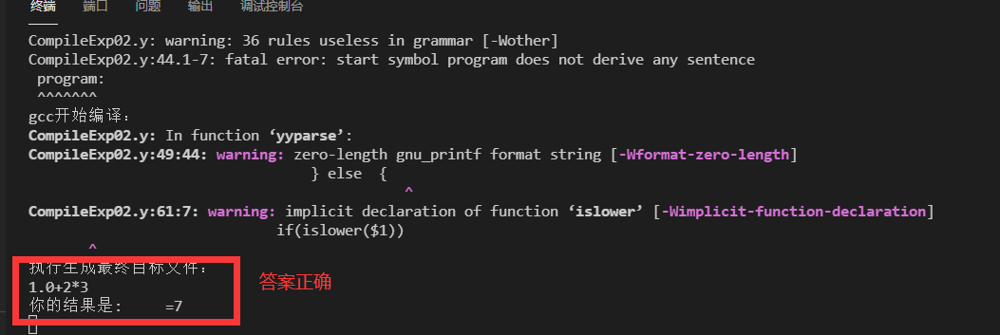 终端 端口 问题 输出 调试控制台
CompileExp02.y: warning: 36 rules useless in grammar [-Wother]
CompileExp02.y:44.1-7: fatal error: start symbol program does not derive any sentence
program:
^^^^^^^
gcc开始编译:
CompileExp02.y: In function ‘yyparse’:
CompileExp02.y:49:44: warning: zero-length gnu_printf format string [-Wformat-zero-length]
} else {
^
CompileExp02.y:61:7: warning: implicit declaration of function ‘islower’ [-Wimplicit-function-declaration]
if(islower($1))
^
执行生成最终目标文件:
1.0+2*3
答案正确
你的结果是: =7